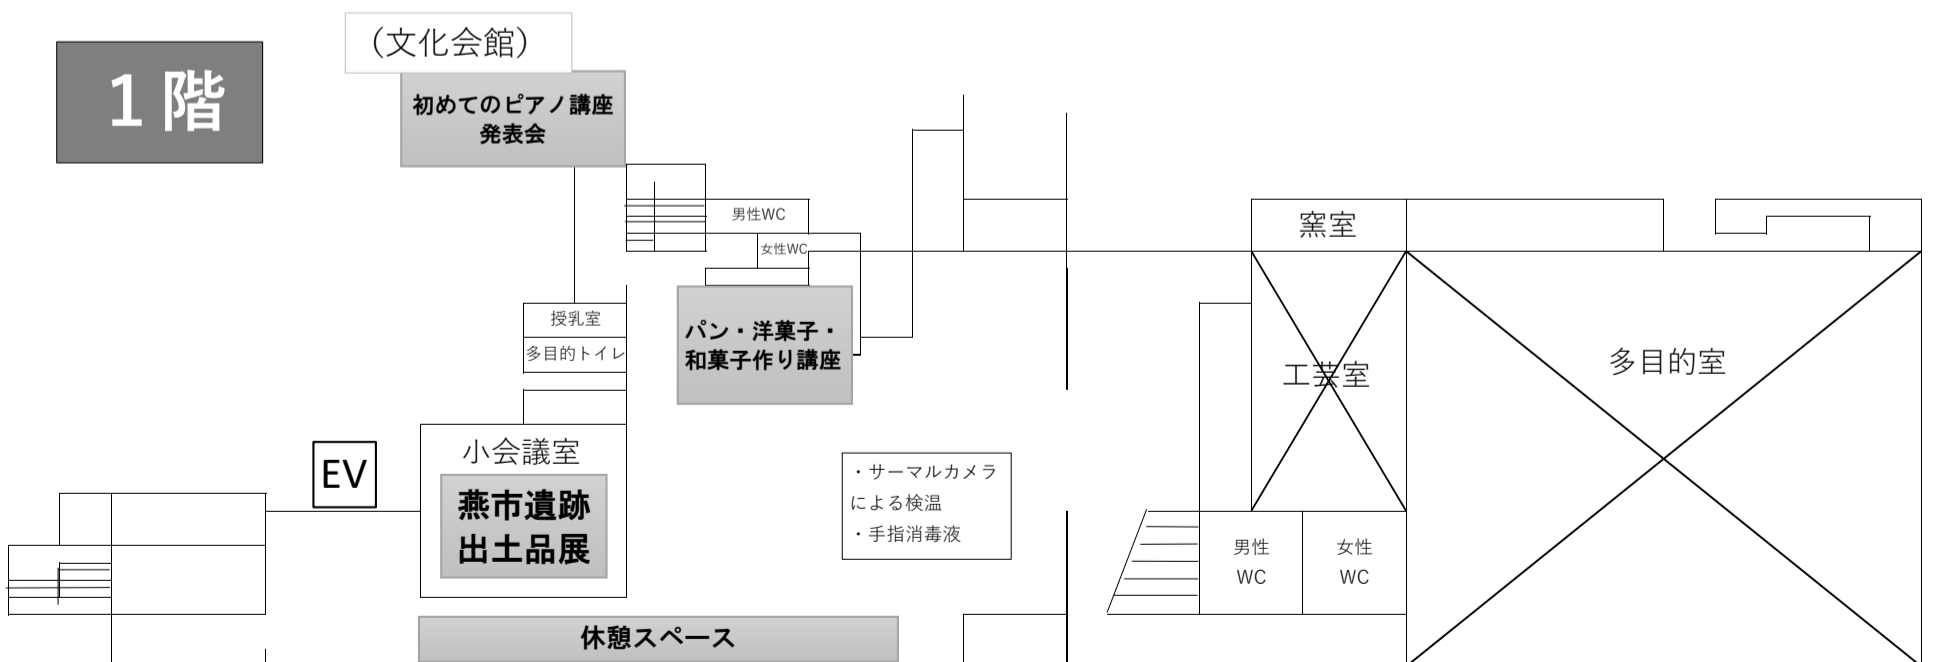 １階
（文化会館）
初めてのピアノ講座
発表会
男性WC
女性WC
授乳室
多目的トイレ
パン・洋菓子・
和菓子作り講座
窯室
工芸室
多目的室
EV
小会議室
燕市遺跡
出土品展
・サーマルカメラ
による検温
・手指消毒液
男性
WC
女性
WC
休憩スペース